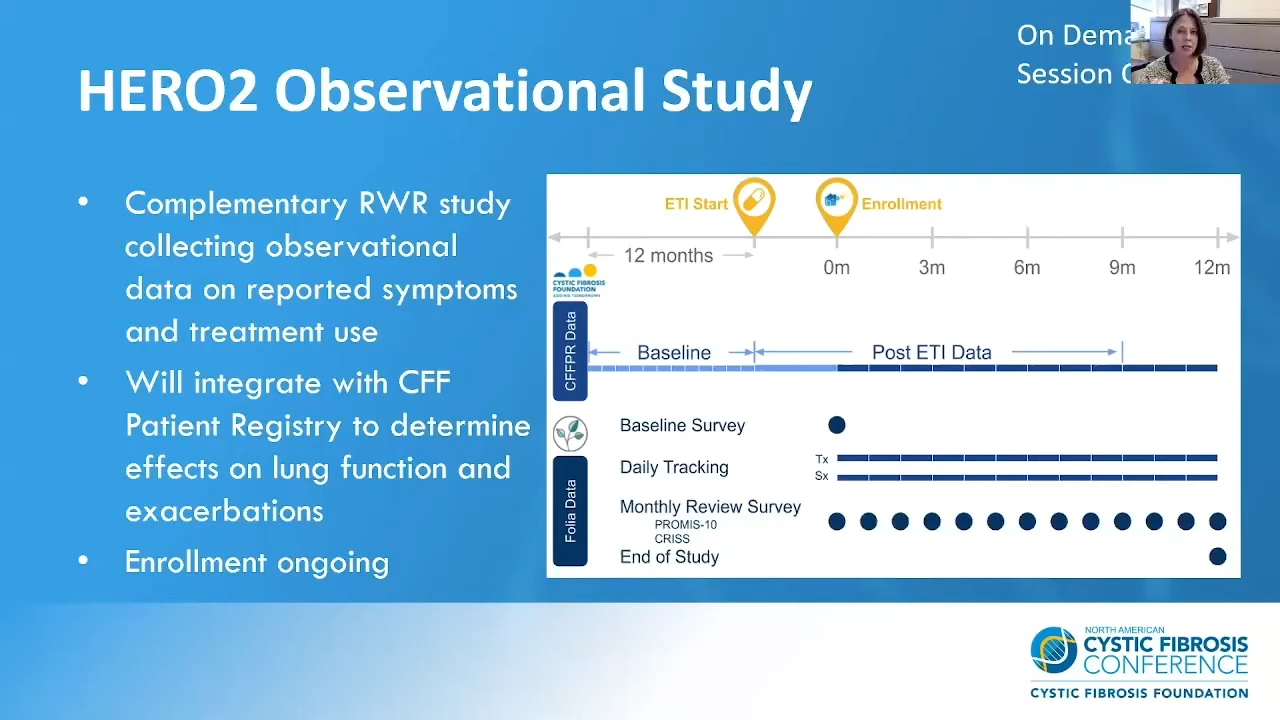 On Dema
Session
HERO2 Observational Study
• Complementary RWR study
collecting observational
data on reported symptoms
and treatment use
• Will integrate with CFF
Patient Registry to determine
effects on lung function and
exacerbations
• Enrollment ongoing
ETI Start
Enrollment
12 months
0m
3m
6m
9m
12m
CYSTIC FIBROSIS
FOUNDATION
ADDING TOMORROWS
CFFPR Data
Baseline
Post ETI Data
Folia Data
Baseline Survey
Daily Tracking
Tx
Sx
Monthly Review Survey
PROMIS-10
CRISS
End of Study
NORTH AMERICAN
CYSTIC FIBROSIS
CONFERENCE
CYSTIC FIBROSIS FOUNDATION